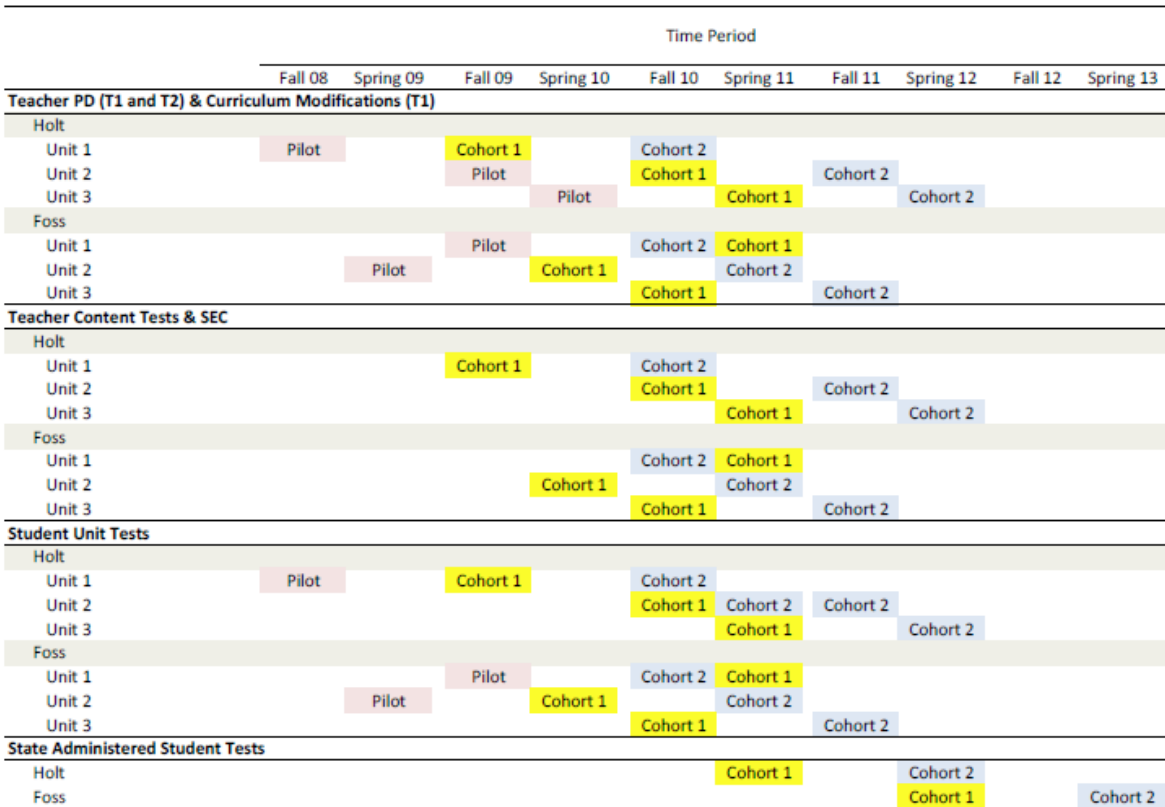 Time Period
Fall 08 Spring 09 Fall 09 Spring 10 Fall 10 Spring 11 Fall 11 Spring 12 Fall 12 Spring 13
Teacher PD (T1 and T2) & Curriculum Modifications (T1)
Holt
Unit 1 Pilot Cohort 1 Cohort 2
Unit 2 Pilot Cohort 1 Cohort 2
Unit 3 Pilot Cohort 1 Cohort 2
Foss
Unit 1 Pilot Cohort 2 Cohort 1
Unit 2 Pilot Cohort 1 Cohort 2
Unit 3 Cohort 1 Cohort 2
Teacher Content Tests & SEC
Holt
Unit 1 Cohort 1 Cohort 2
Unit 2 Cohort 1 Cohort 2
Unit 3 Cohort 1 Cohort 2
Foss
Unit 1 Cohort 2 Cohort 1
Unit 2 Cohort 1 Cohort 2
Unit 3 Cohort 1 Cohort 2
Student Unit Tests
Holt
Unit 1 Pilot Cohort 1 Cohort 2
Unit 2 Cohort 1 Cohort 2 Cohort 2
Unit 3 Cohort 1 Cohort 2
Foss
Unit 1 Pilot Cohort 2 Cohort 1
Unit 2 Pilot Cohort 1 Cohort 2
Unit 3 Cohort 1 Cohort 2
State Administered Student Tests
Holt Cohort 1 Cohort 2
Foss Cohort 1 Cohort 2